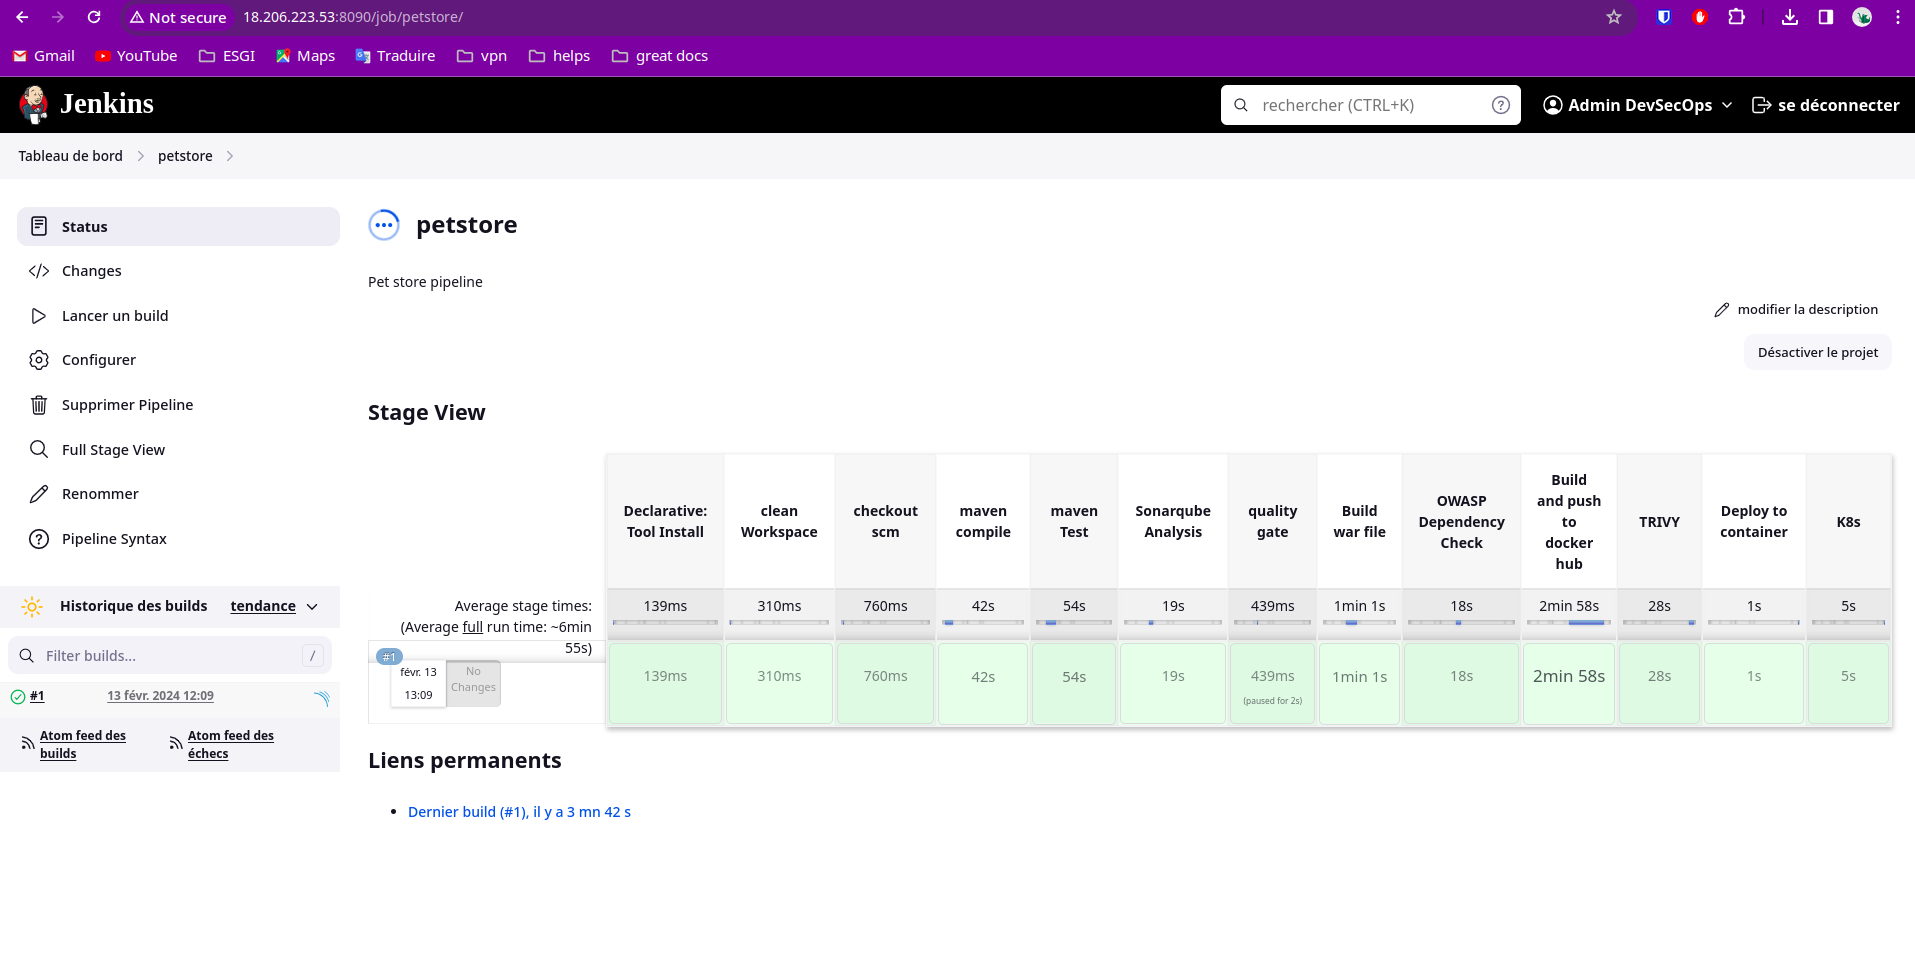 Not secure 18.206.223.53:8090/job/petstore/
Gmail YouTube ESGI Maps Traduire vpn helps great docs
Jenkins
rechercher (CTRL+K)
Admin DevSecOps
se déconnecter
Tableau de bord petstore
Status
Changes
Lancer un build
Configurer
Supprimer Pipeline
Full Stage View
Renommer
Pipeline Syntax
Historique des builds tendance
Filter builds... /
#1 13 févr. 2024 12:09
Atom feed des
builds
Atom feed des
échecs
petstore
Pet store pipeline
modifier la description
Désactiver le projet
Stage View
Declarative:
Tool Install
clean
Workspace
checkout
scm
maven
compile
maven
Test
Sonarqube
Analysis
quality
gate
Build
war file
OWASP
Dependency
Check
Build
and push
to
docker
hub
TRIVY
Deploy to
container
K8s
Average stage times:
(Average full run time: ~6min
55s)
139ms 310ms 760ms 42s 54s 19s 439ms 1min 1s 18s 2min 58s 28s 1s 5s
#1
févr. 13
13:09
No
Changes
139ms 310ms 760ms 42s 54s 19s 439ms 1min 1s 18s 2min 58s 28s 1s 5s
(paused for 2s)
Liens permanents
Dernier build (#1), il y a 3 mn 42 s